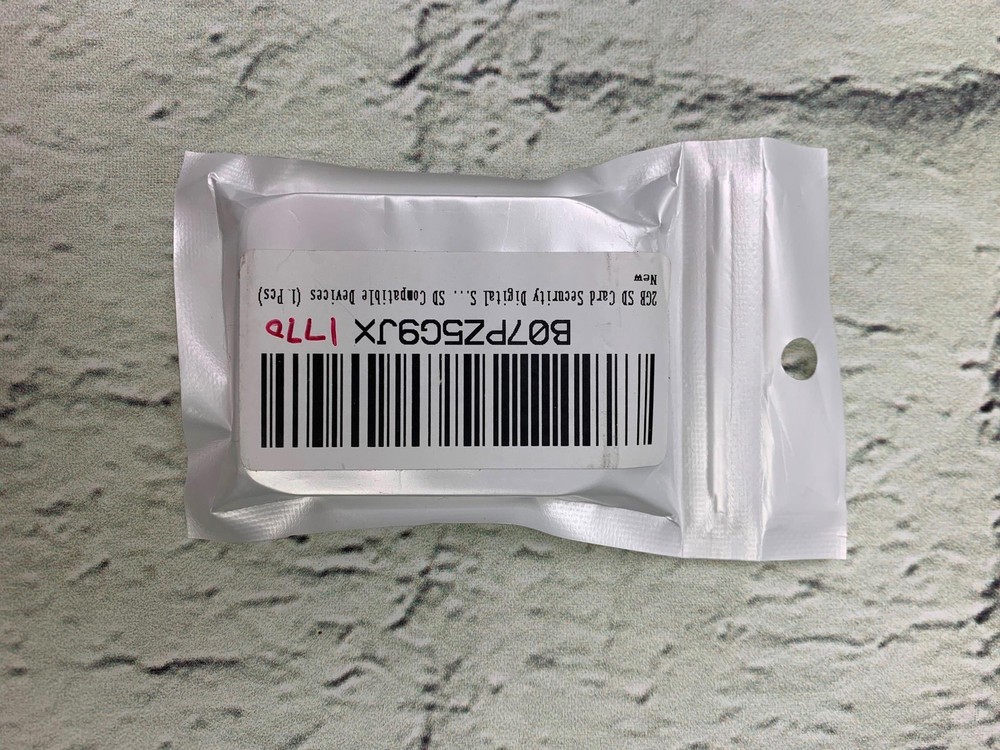 B07PZ5G9JX 1770
2GB SD Card Security Digital S... SD Compatible Devices (1 Pcs)
New